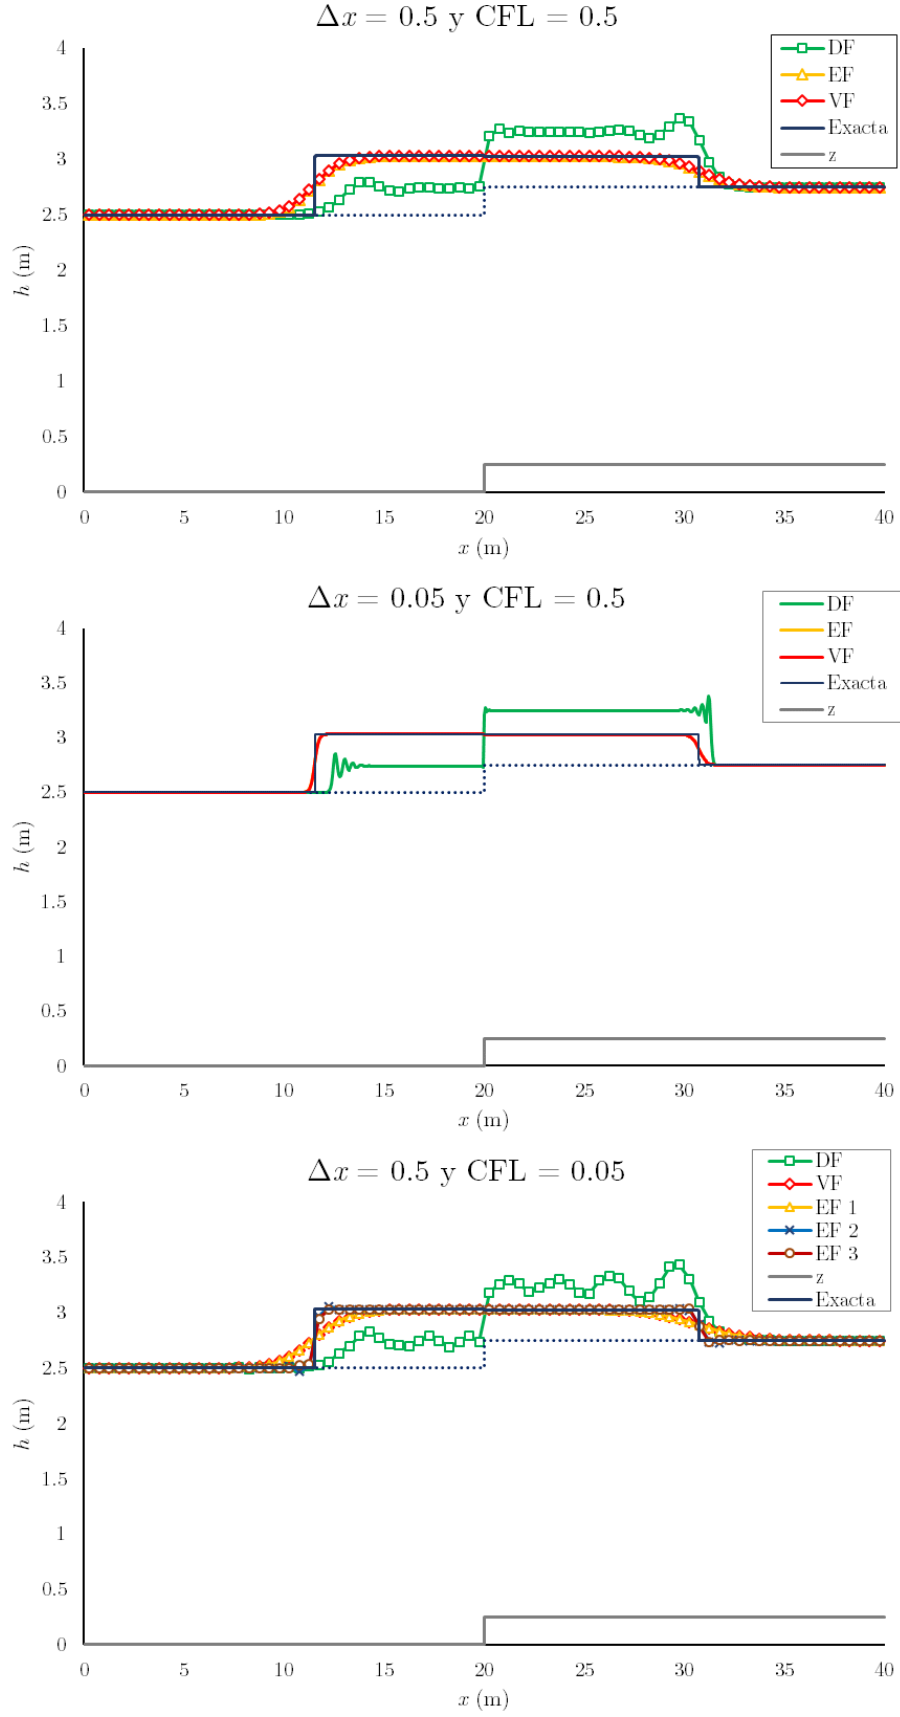 Δx = 0.5 y CFL = 0.5
DF
EF
VF
Exacta
z
4
3.5
3
2.5
2
1.5
1
0.5
0
h (m)
0 5 10 15 20 25 30 35 40
x (m)
Δx = 0.05 y CFL = 0.5
DF
EF
VF
Exacta
z
4
3.5
3
2.5
2
1.5
1
0.5
0
h (m)
0 5 10 15 20 25 30 35 40
x (m)
Δx = 0.5 y CFL = 0.05
DF
VF
EF 1
EF 2
EF 3
z
Exacta
4
3.5
3
2.5
2
1.5
1
0.5
0
h (m)
0 5 10 15 20 25 30 35 40
x (m)